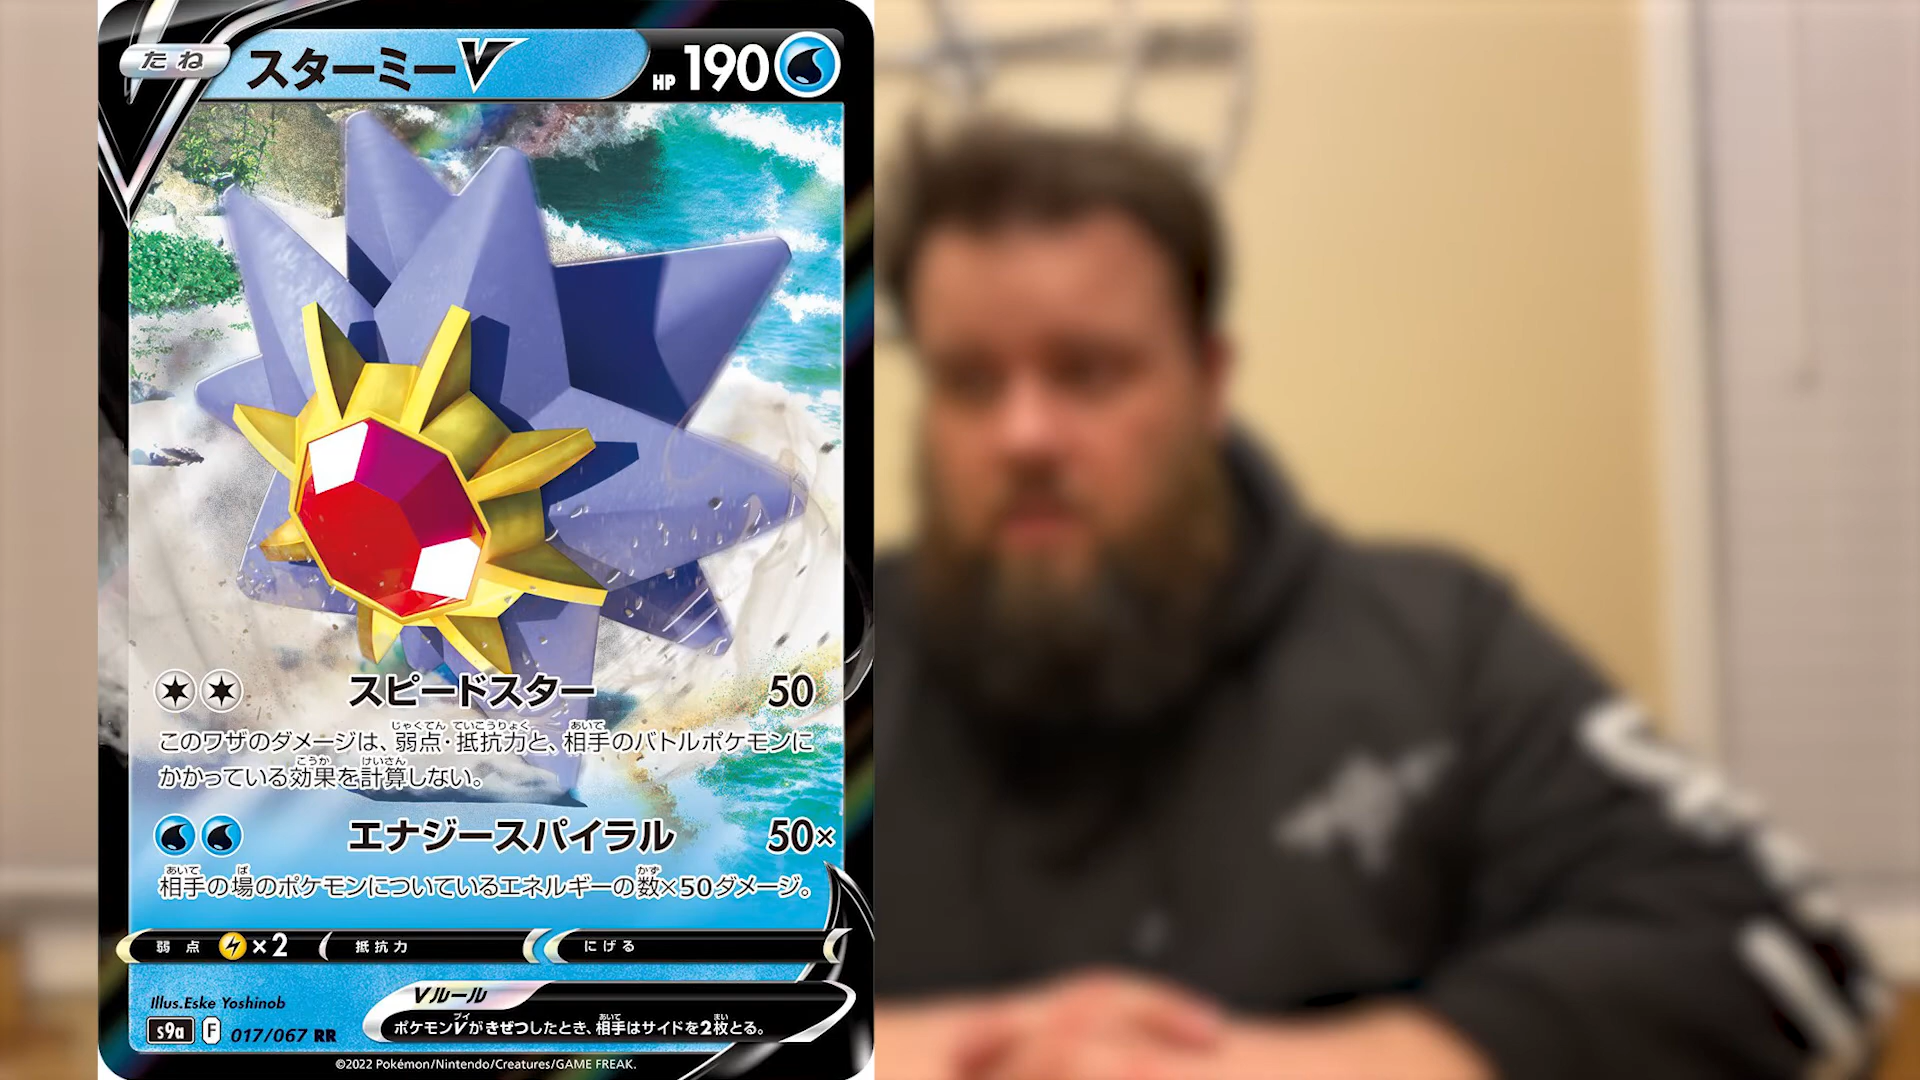 たね スターミーV HP 190
スピードスター 50
このワザのダメージは、弱点・抵抗力と、相手のバトルポケモンに
かかっている効果を計算しない。
エナジースパイラル 50×
相手の場のポケモンについているエネルギーの数×50ダメージ。
弱点 ×2 抵抗力 にげる
Illus.Eske Yoshinob
Vルール
ポケモンVがきぜつしたとき、相手はサイドを2枚とる。
s9a F 017/067 RR
©2022 Pokémon/Nintendo/Creatures/GAME FREAK.